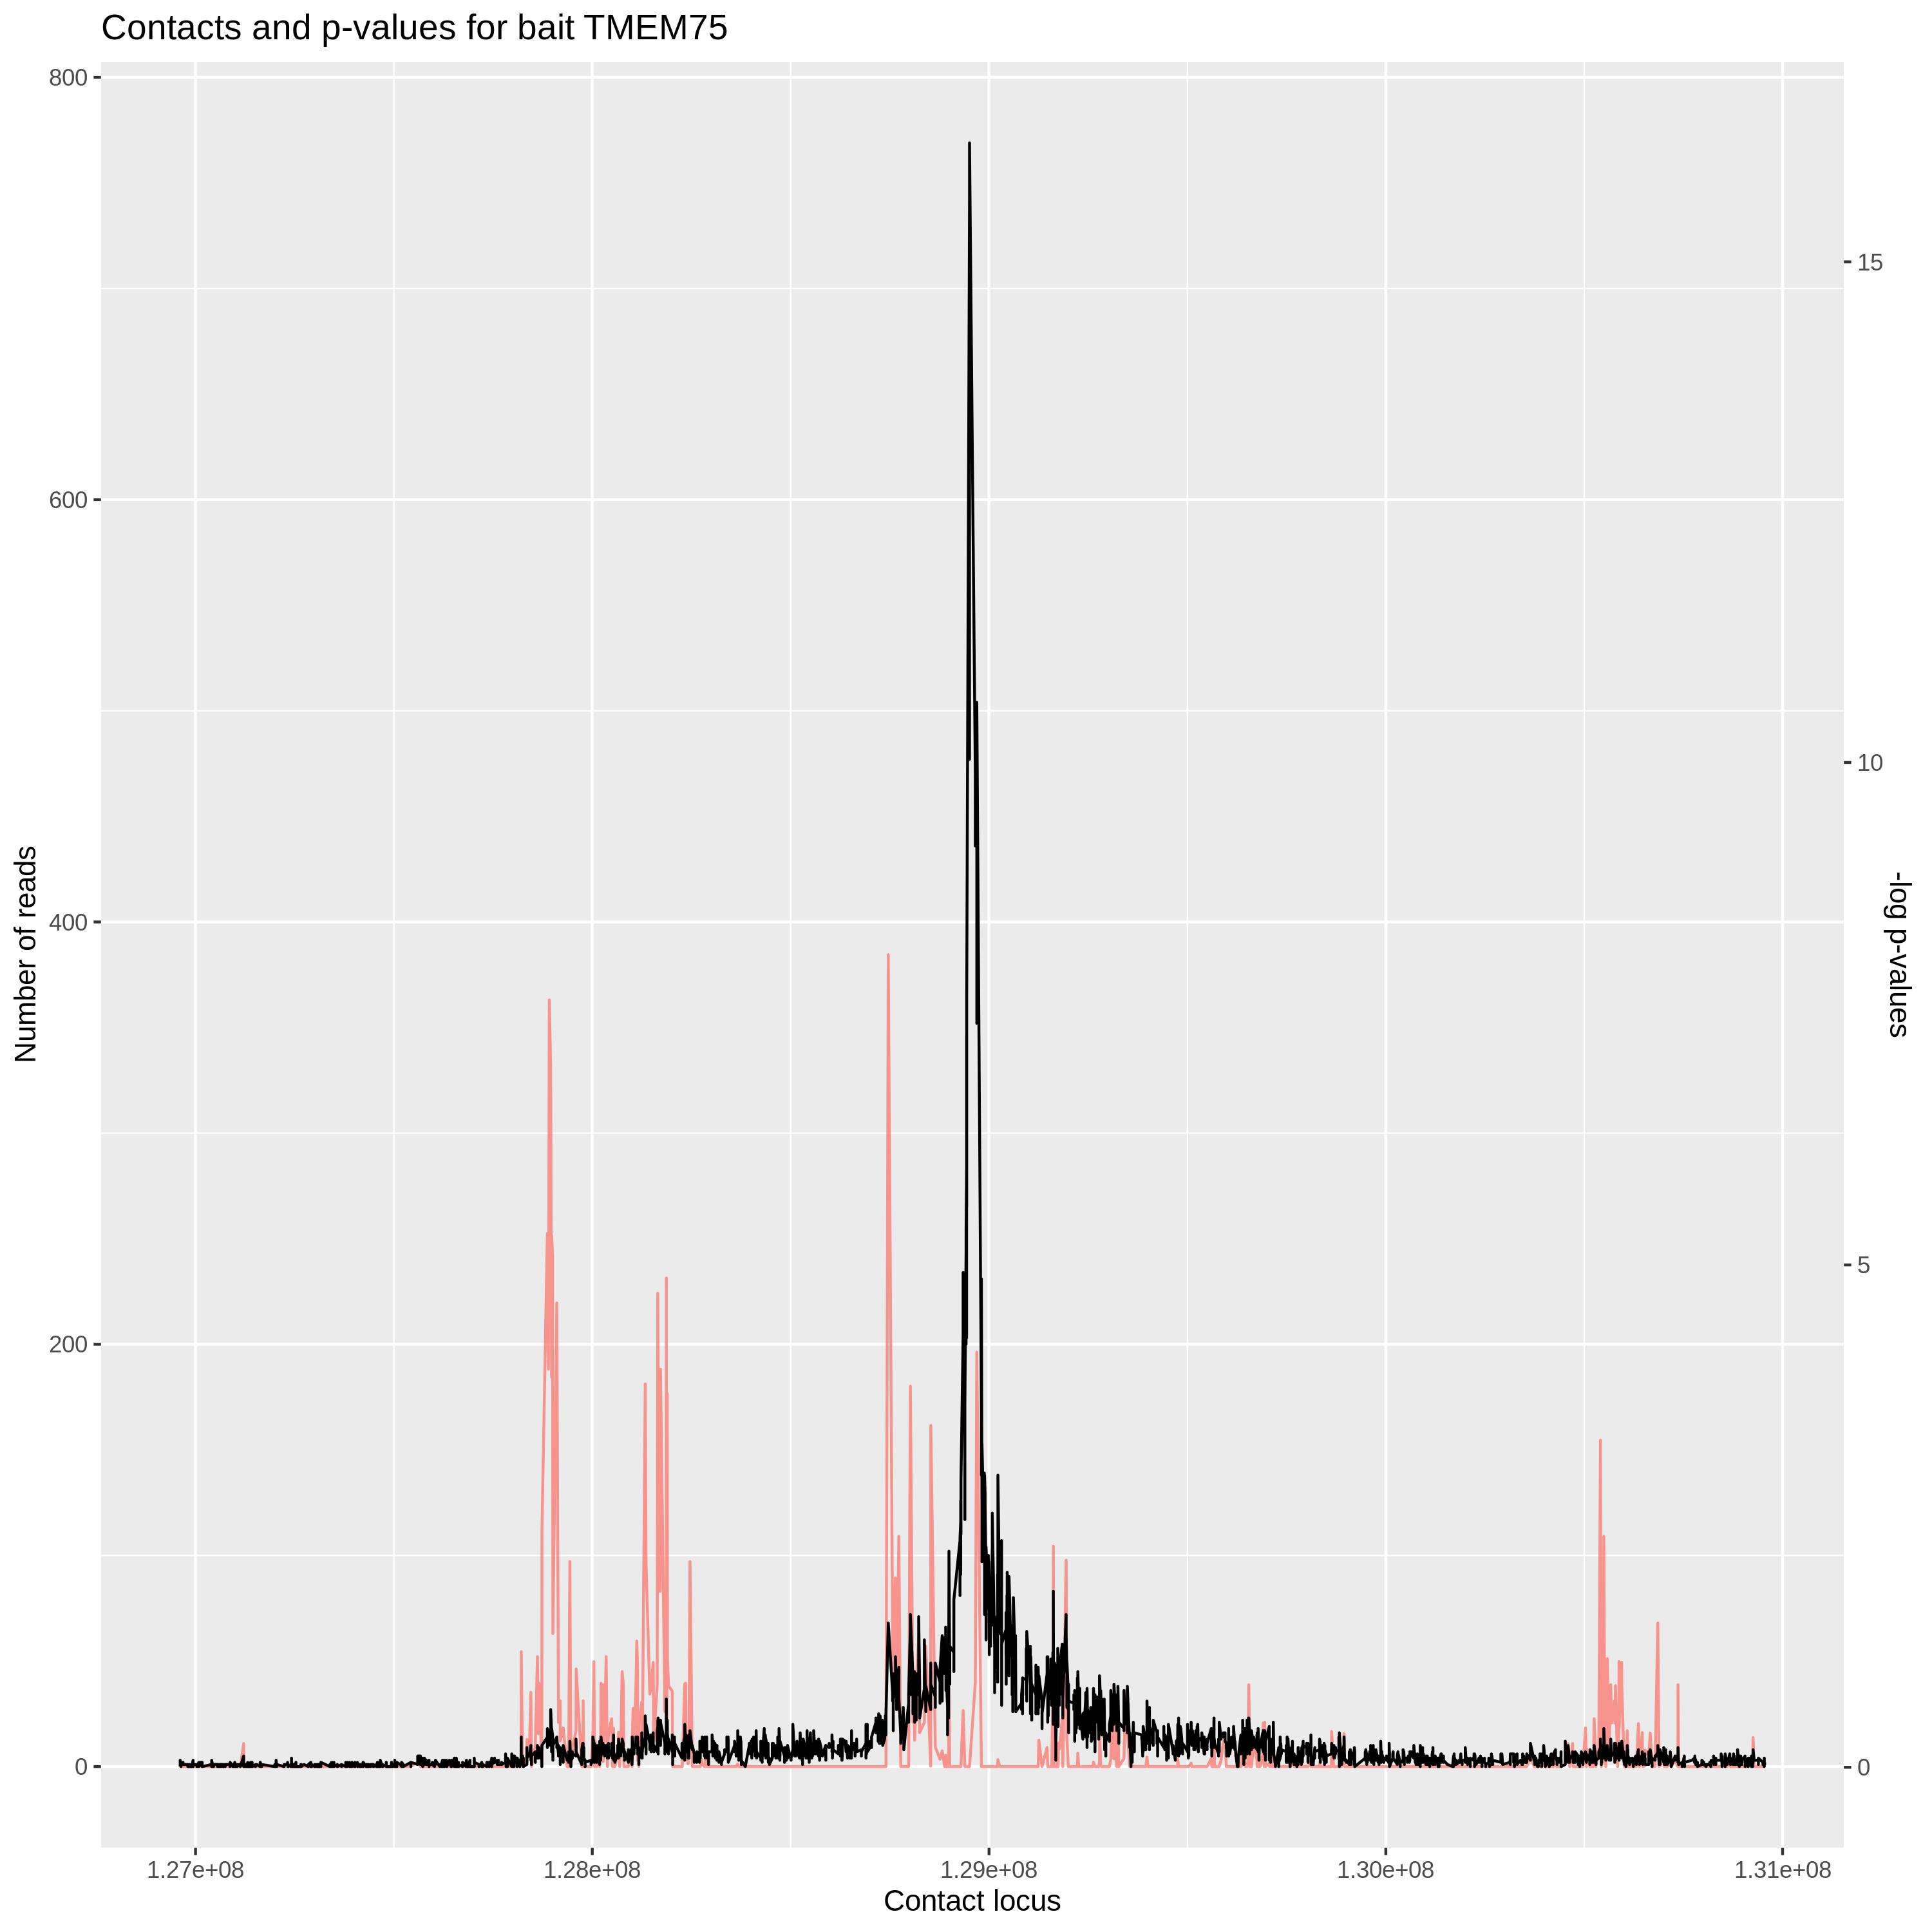 Contacts and p-values for bait TMEM75
800
600
400
200
0
Number of reads
15
10
5
0
-log p-values
1.27e+08
1.28e+08
1.29e+08
1.30e+08
1.31e+08
Contact locus